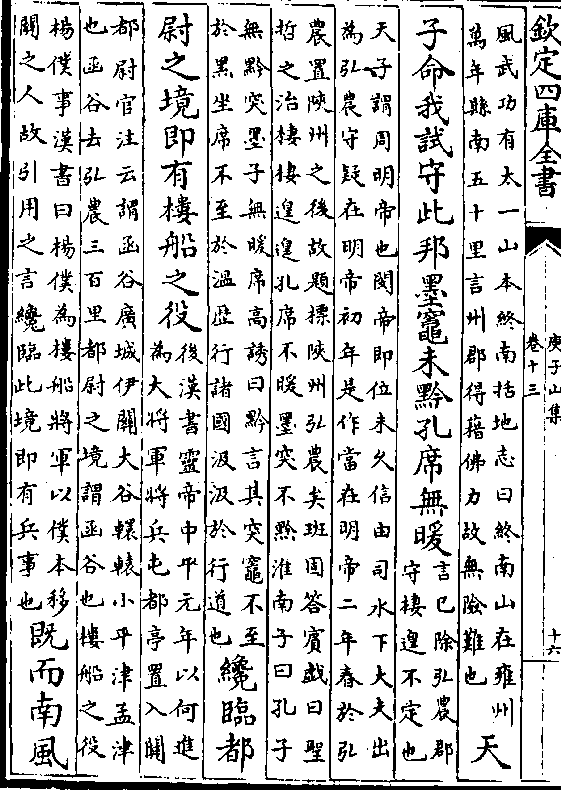 欽定四庫全書
庾子山集
卷十三
十六
風武功有太一山本終南括地志曰終南山在雍州
萬年縣南五十里言州郡得藉佛力故無險難也
天
子命我試守此邦墨竈未黔孔席無暖
言已除弘農郡
守棲遑不定也
天子謂周明帝也閔帝即位未久信由司水下大夫出
為弘農守疑在明帝初年是作當在明帝二年春於弘
農置陜州之後故題摽陜州弘農矣班固答賓戲曰聖
哲之治棲棲遑遑孔席不暖墨突不黔淮南子曰孔子
無黔突墨子無暖席高誘曰黔言其突竈不至
於黑坐席不至於溫歴行諸國汲汲於行道也
纔臨都
尉之境即有樓船之役
後漢書靈帝中平元年以何進
為大將軍將兵屯都亭置入闗
都尉官注云謂函谷廣城伊闗大谷轘轅小平津孟津
也函谷去弘農三百里都尉之境謂函谷也樓船之役
楊僕事漢書曰楊僕為樓船將軍以僕本移
闗之人故引用之言纔臨此境即有兵事也
既而南風